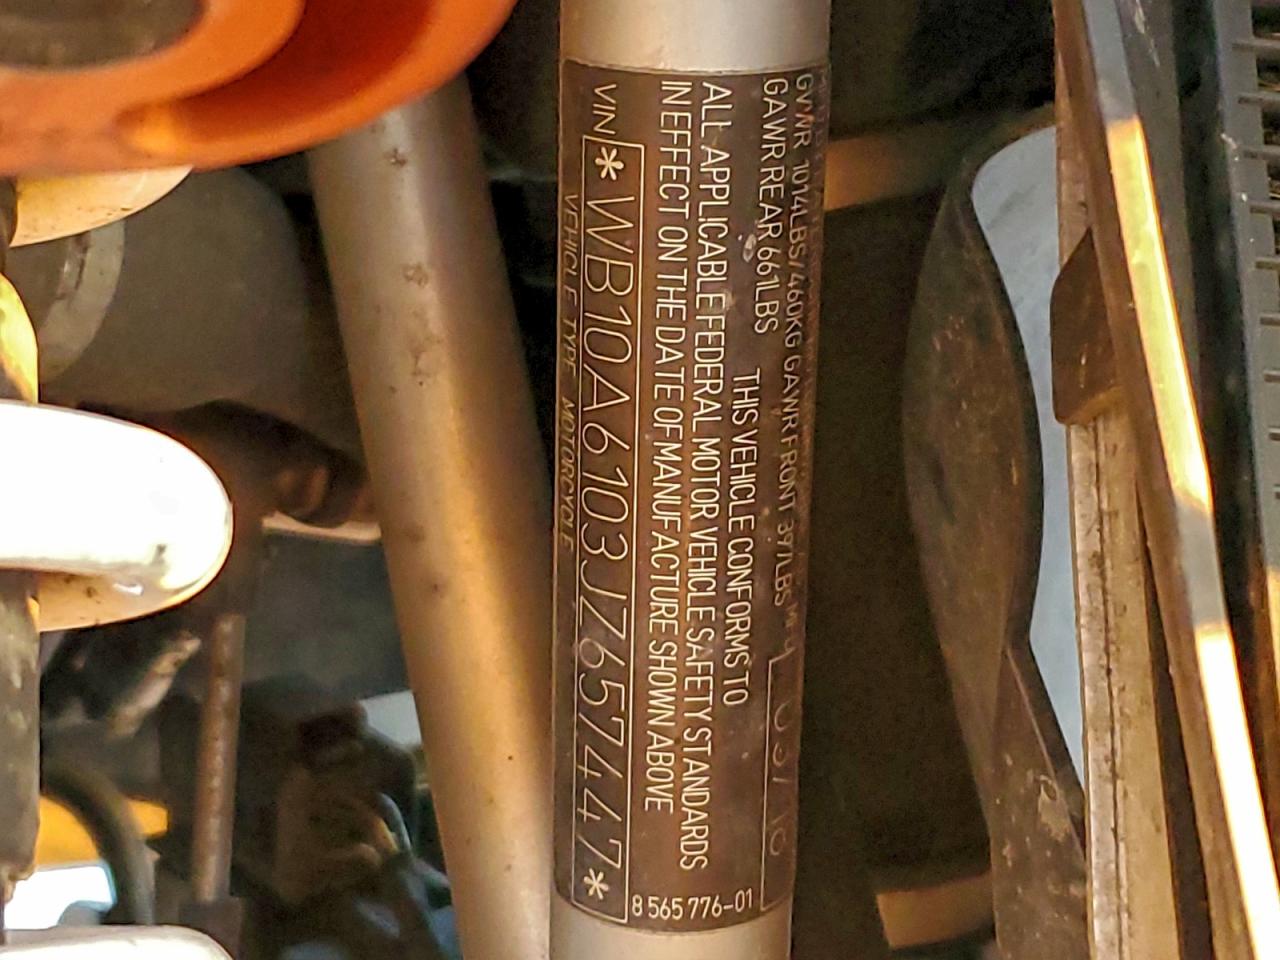 GVWR 1014LBS/460KG GAWR FRONT 397LBS
GAWR REAR 661LBS
THIS VEHICLE CONFORMS TO
ALL APPLICABLE FEDERAL MOTOR VEHICLE SAFETY STANDARDS
IN EFFECT ON THE DATE OF MANUFACTURE SHOWN ABOVE
VIN *WB10A6103JZ657447*
VEHICLE TYPE MOTORCYCLE
8 565 776-01